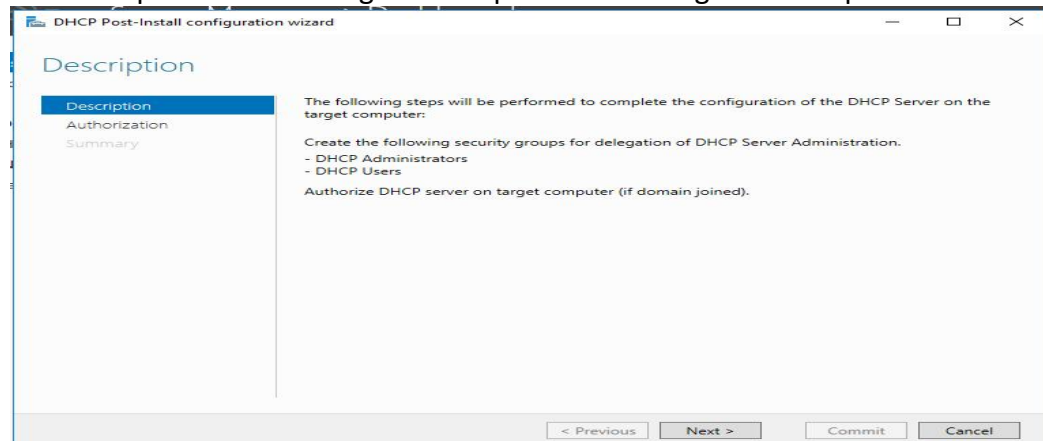 DHCP Post-Install configuration wizard
Description
Description
Authorization
Summary
The following steps will be performed to complete the configuration of the DHCP Server on the
target computer:
Create the following security groups for delegation of DHCP Server Administration.
- DHCP Administrators
- DHCP Users
Authorize DHCP server on target computer (if domain joined).
< Previous
Next >
Commit
Cancel